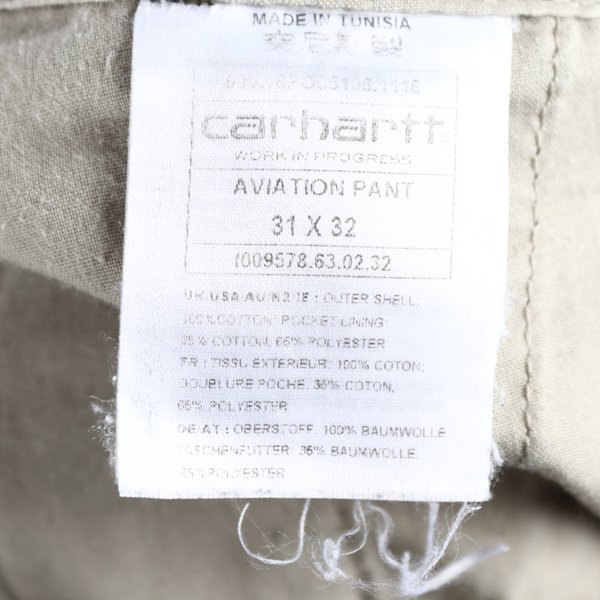 MADE IN TUNISIA
carhartt
WORK IN PROGRESS
AVIATION PANT
31 X 32
I009578.63.02.32
UK USA AU NZ IE : OUTER SHELL:
100% COTTON; POCKET LINING
35% COTTON, 65% POLYESTER
FR : TISSU EXTERIEUR: 100% COTON;
DOUBLURE POCHE. 35% COTON,
65% POLYESTER
DE AT : OBERSTOFF. 100% BAUMWOLLE
TASCHENFUTTER: 35% BAUMWOLLE.
65% POLYESTER